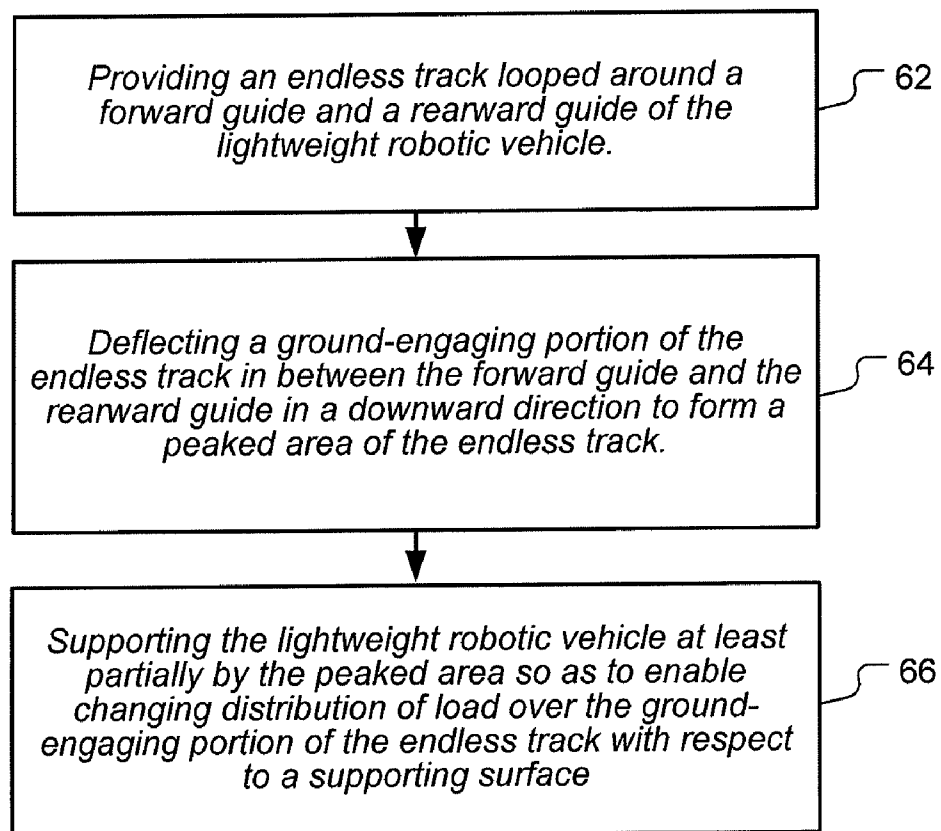 Providing an endless track looped around a
forward guide and a rearward guide of the
lightweight robotic vehicle.
62
Deflecting a ground-engaging portion of the
endless track in between the forward guide and the
rearward guide in a downward direction to form a
peaked area of the endless track.
64
Supporting the lightweight robotic vehicle at least
partially by the peaked area so as to enable
changing distribution of load over the ground-
engaging portion of the endless track with respect
to a supporting surface
66